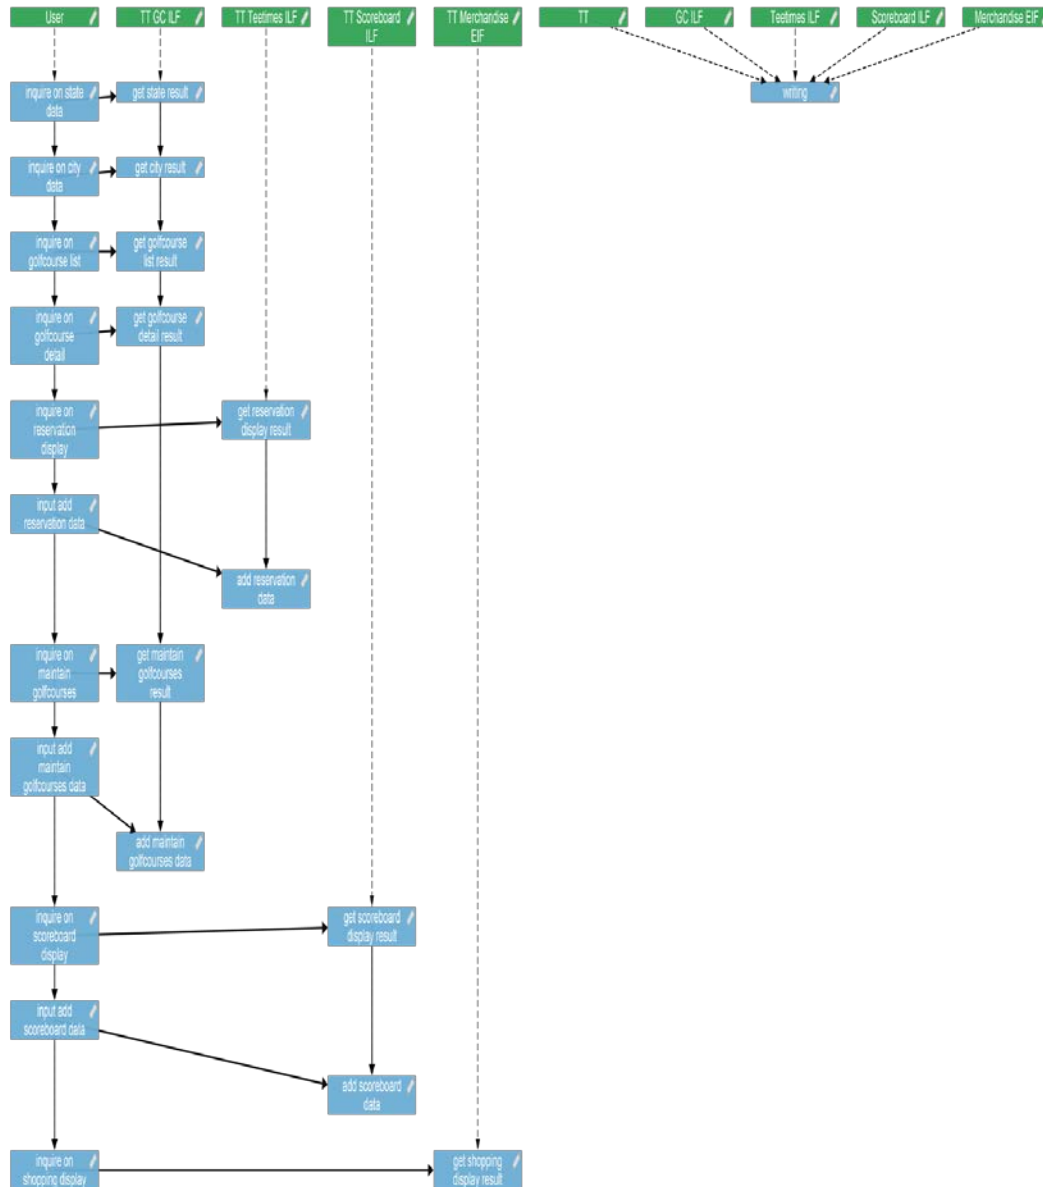 User
TT GC ILF
TT Teetimes ILF
TT Scoreboard
ILF
TT Merchandise
EIF
TT
GC ILF
Teetimes ILF
Scoreboard ILF
Merchandise EIF
inquire on state
data
get state result
writing
inquire on city
data
get city result
inquire on
golfcourse list
get golfcourse
list result
inquire on
golfcourse
detail
get golfcourse
detail result
inquire on
reservation
display
get reservation
display result
input add
reservation data
add reservation
data
inquire on
maintain
golfcourses
get maintain
golfcourses
result
input add
maintain
golfcourses data
add maintain
golfcourses data
inquire on
scoreboard
display
get scoreboard
display result
input add
scoreboard data
add scoreboard
data
inquire on
shopping display
get shopping
display result